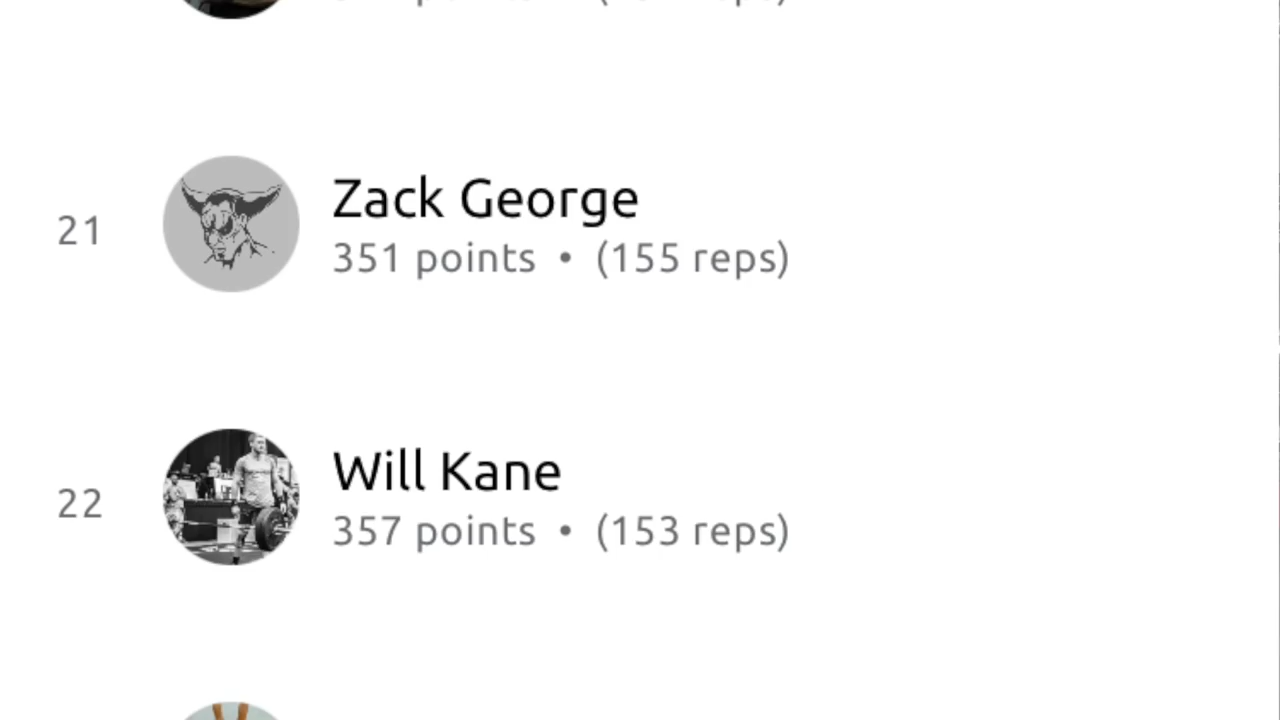 21
Zack George
351 points • (155 reps)
22
Will Kane
357 points • (153 reps)